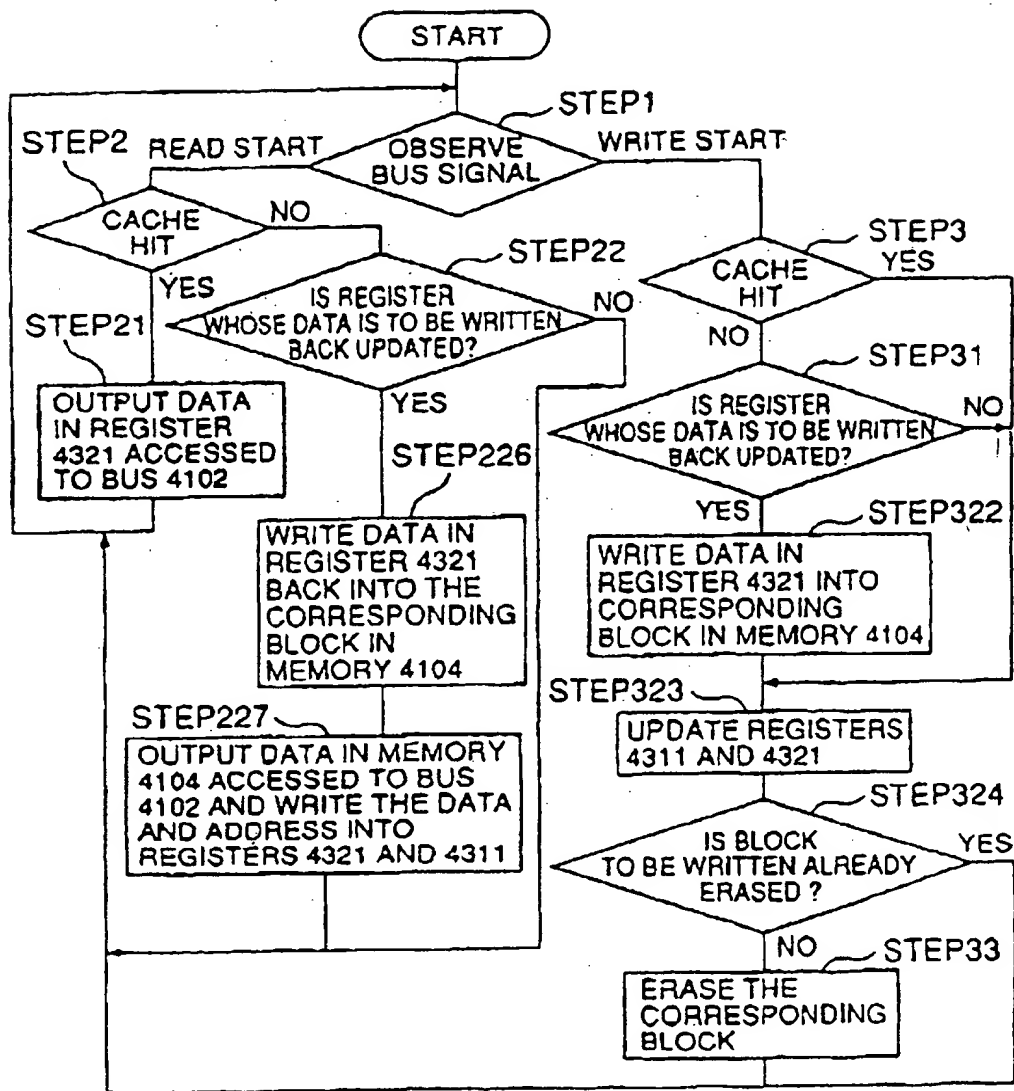 START
STEP1
OBSERVE
BUS SIGNAL
READ START
WRITE START
STEP2
CACHE
HIT
NO
YES
STEP22
IS REGISTER
WHOSE DATA IS TO BE WRITTEN
BACK UPDATED?
NO
YES
STEP21
OUTPUT DATA
IN REGISTER
4321 ACCESSED
TO BUS 4102
STEP226
WRITE DATA IN
REGISTER 4321
BACK INTO THE
CORRESPONDING
BLOCK IN
MEMORY 4104
STEP227
OUTPUT DATA IN MEMORY
4104 ACCESSED TO BUS
4102 AND WRITE THE DATA
AND ADDRESS INTO
REGISTERS 4321 AND 4311
STEP3
CACHE
HIT
YES
NO
STEP31
IS REGISTER
WHOSE DATA IS TO BE WRITTEN
BACK UPDATED?
NO
YES
STEP322
WRITE DATA IN
REGISTER 4321 INTO
CORRESPONDING
BLOCK IN MEMORY 4104
STEP323
UPDATE REGISTERS
4311 AND 4321
STEP324
IS BLOCK
TO BE WRITTEN ALREADY
ERASED ?
YES
NO
STEP33
ERASE THE
CORRESPONDING
BLOCK